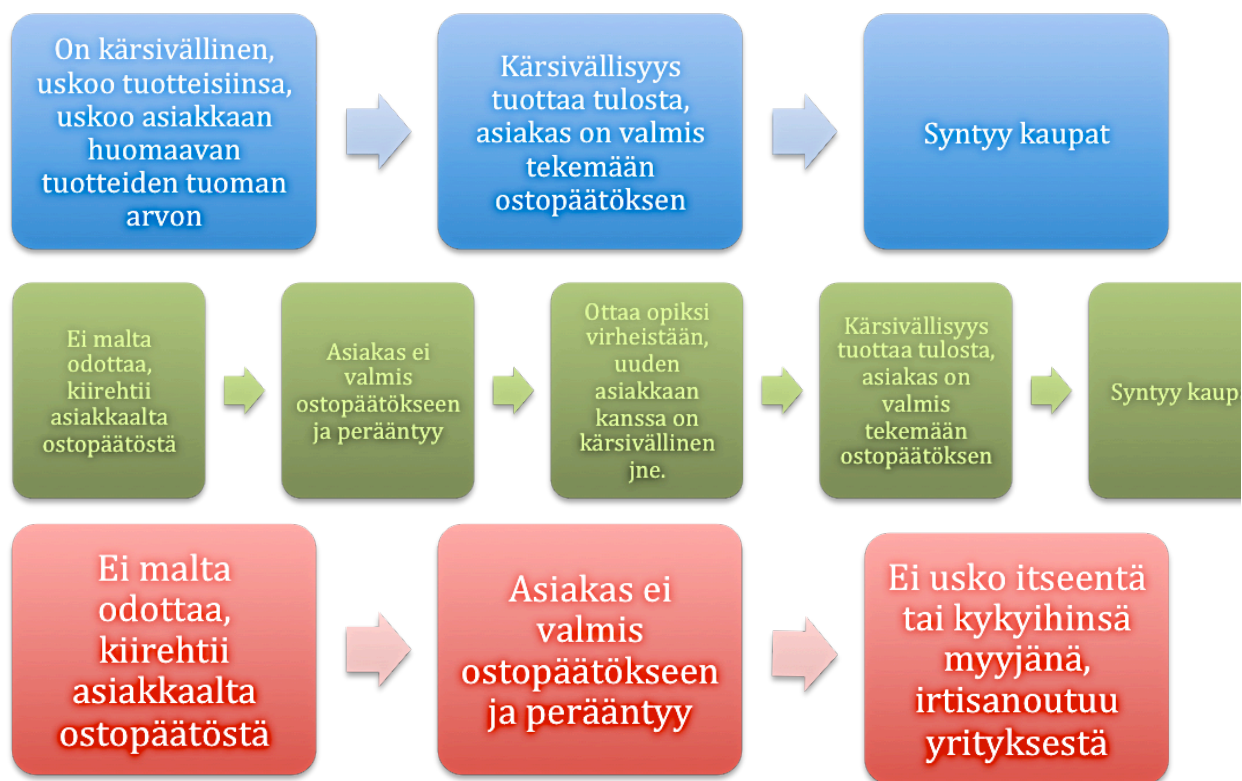 On kärsivällinen,
uskoo tuotteisiinsa,
uskoo asiakkaan
huomaavan
tuotteiden tuoman
arvon
Kärsivällisyys
tuottaa tulosta,
asiakas on valmis
tekemään
ostopäätöksen
Syntyy kaupat
Ei malta
odottaa,
kiirehtii
asiakkaalta
ostopäätöstä
Asiakas ei
valmis
ostopäätökseen
ja perääntyy
Ottaa opiksi
virheistään,
uuden
asiakkaan
kanssa on
kärsivällinen
jne.
Kärsivällisyys
tuottaa tulosta,
asiakas on
valmis
tekemään
ostopäätöksen
Syntyy
Ei malta
odottaa,
kiirehtii
asiakkaalta
ostopäätöstä
Asiakas ei
valmis
ostopäätökseen
ja perääntyy
Ei usko itseentä
tai kykyihinsä
myyjänä,
irtisanoutuu
yrityksestä